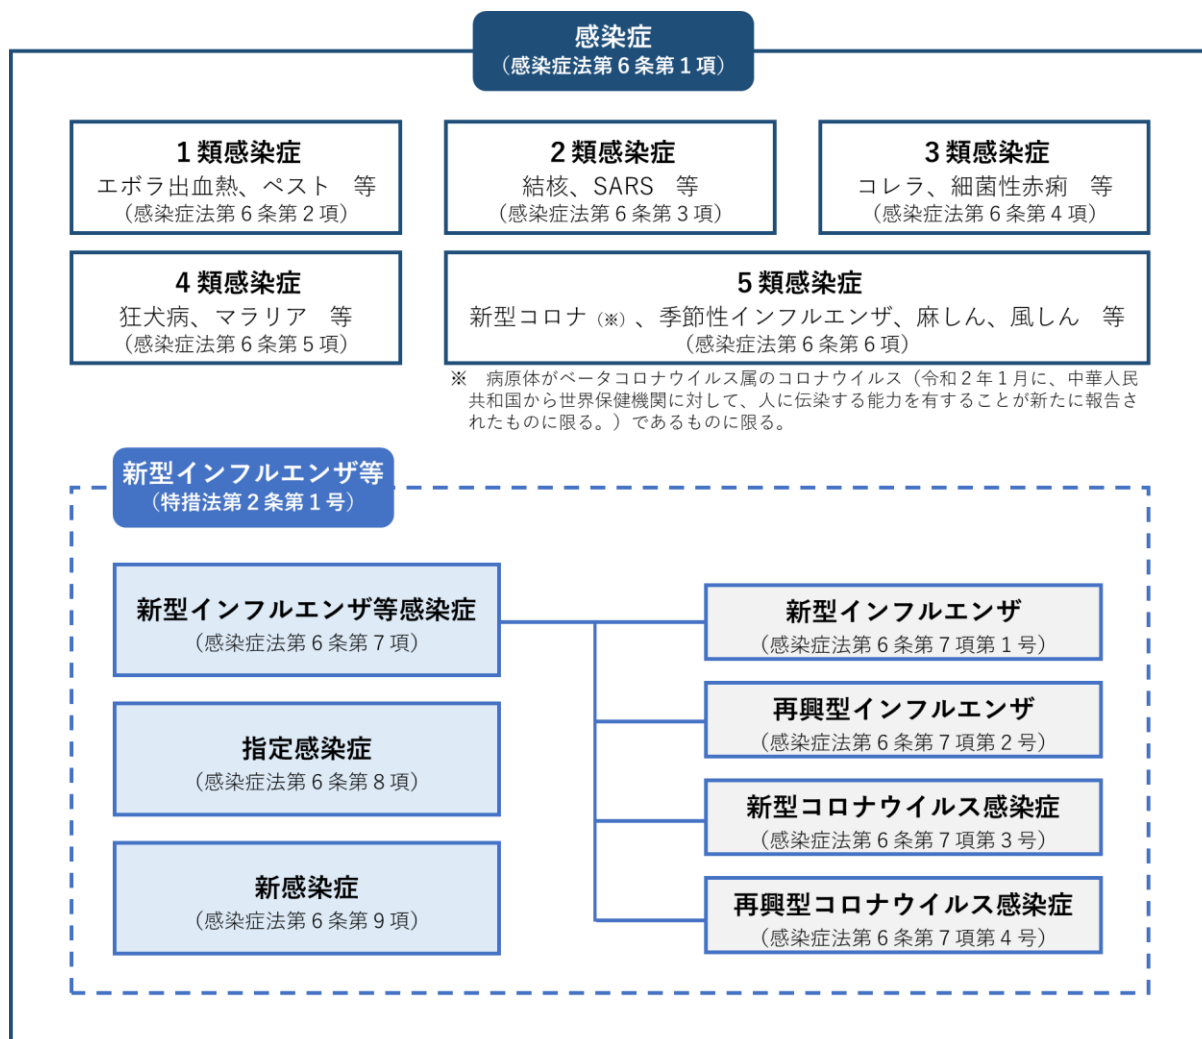 感染症
（感染症法第６条第１項）
１類感染症
エボラ出血熱、ペスト　等
（感染症法第６条第２項）
２類感染症
結核、SARS　等
（感染症法第６条第３項）
３類感染症
コレラ、細菌性赤痢　等
（感染症法第６条第４項）
４類感染症
狂犬病、マラリア　等
（感染症法第６条第５項）
５類感染症
新型コロナ（※）、季節性インフルエンザ、麻しん、風しん　等
（感染症法第６条第６項）
※　病原体がベータコロナウイルス属のコロナウイルス（令和２年１月に、中華人民
共和国から世界保健機関に対して、人に伝染する能力を有することが新たに報告さ
れたものに限る。）であるものに限る。
新型インフルエンザ等
（特措法第２条第１号）
新型インフルエンザ等感染症
（感染症法第６条第７項）
指定感染症
（感染症法第６条第８項）
新感染症
（感染症法第６条第９項）
新型インフルエンザ
（感染症法第６条第７項第１号）
再興型インフルエンザ
（感染症法第６条第７項第２号）
新型コロナウイルス感染症
（感染症法第６条第７項第３号）
再興型コロナウイルス感染症
（感染症法第６条第７項第４号）